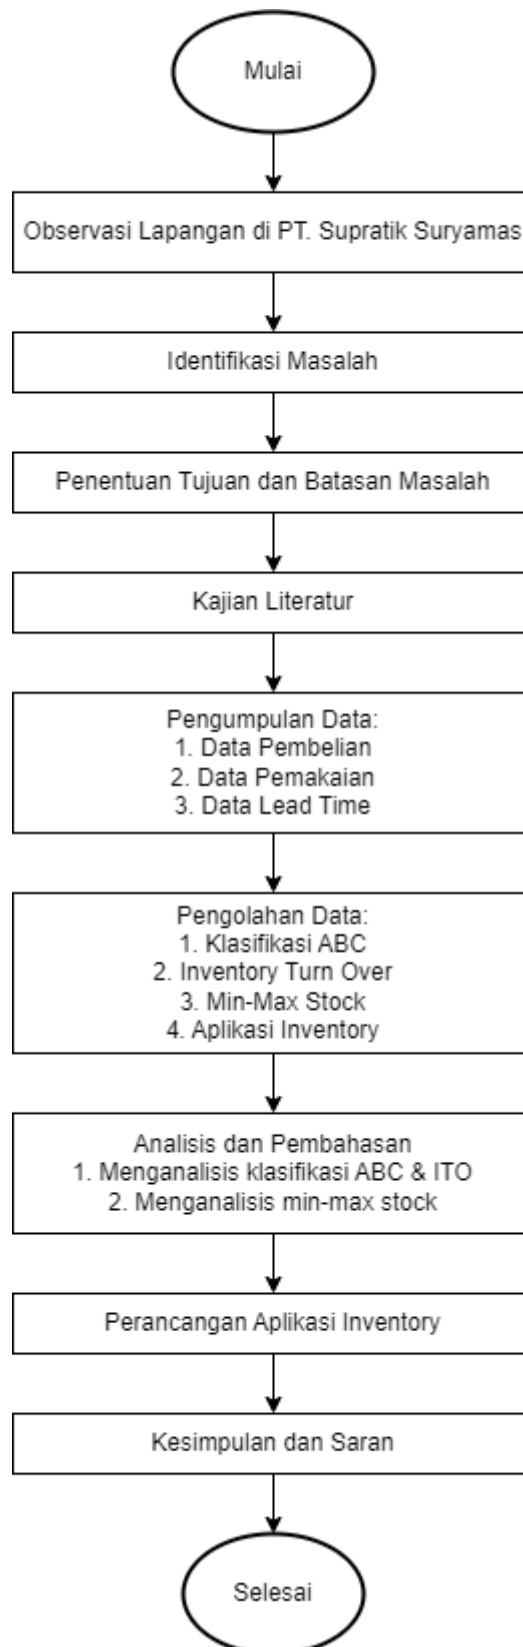 Mulai
Observasi Lapangan di PT. Supratik Suryamas
Identifikasi Masalah
Penentuan Tujuan dan Batasan Masalah
Kajian Literatur
Pengumpulan Data:
1. Data Pembelian
2. Data Pemakaian
3. Data Lead Time
Pengolahan Data:
1. Klasifikasi ABC
2. Inventory Turn Over
3. Min-Max Stock
4. Aplikasi Inventory
Analisis dan Pembahasan
1. Menganalisis klasifikasi ABC & ITO
2. Menganalisis min-max stock
Perancangan Aplikasi Inventory
Kesimpulan dan Saran
Selesai